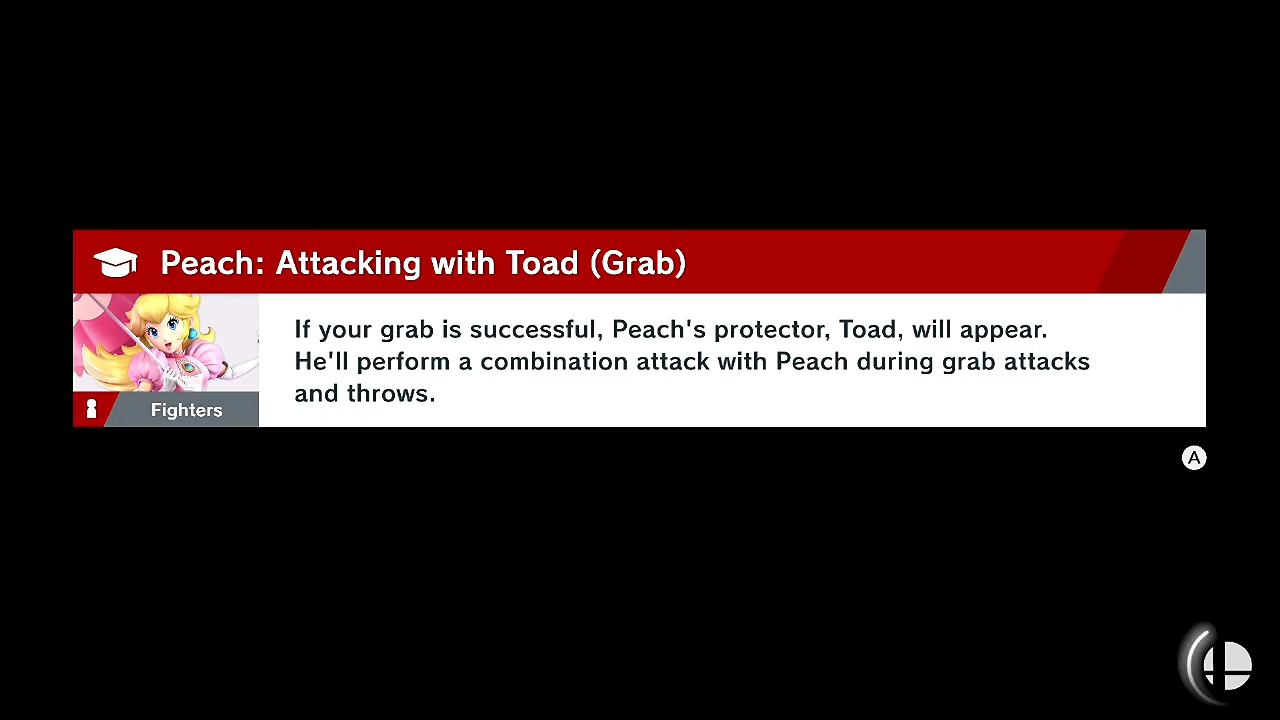 Peach: Attacking with Toad (Grab)
If your grab is successful, Peach's protector, Toad, will appear.
He'll perform a combination attack with Peach during grab attacks
and throws.
Fighters
A